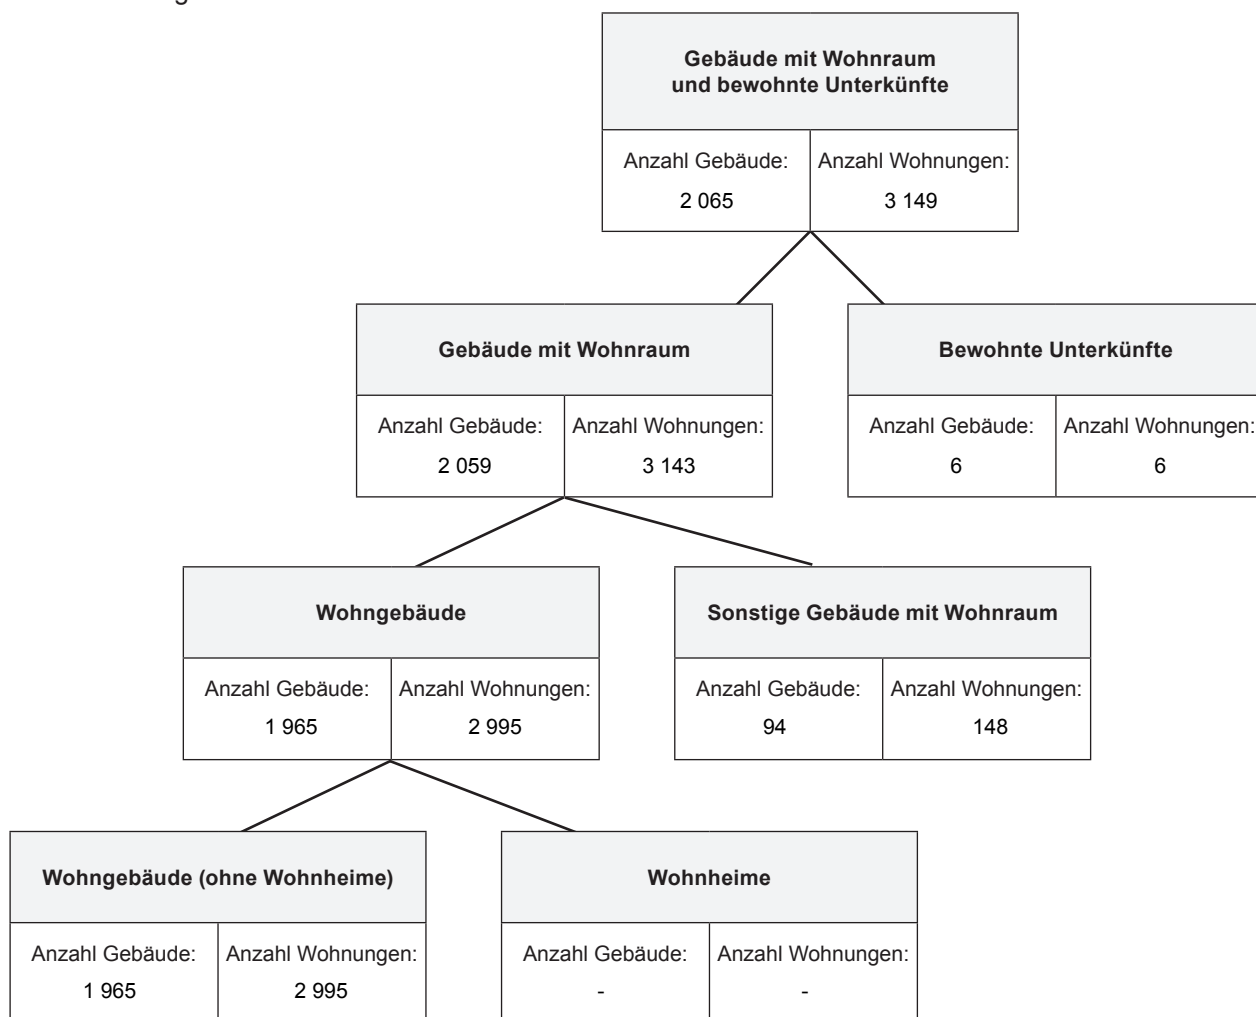 Gebäude mit Wohnraum
und bewohnte Unterkünfte
Anzahl Gebäude: Anzahl Wohnungen:
2 065 3 149
Gebäude mit Wohnraum Bewohnte Unterkünfte
Anzahl Gebäude: Anzahl Wohnungen: Anzahl Gebäude: Anzahl Wohnungen:
2 059 3 143 6 6
Wohngebäude Sonstige Gebäude mit Wohnraum
Anzahl Gebäude: Anzahl Wohnungen: Anzahl Gebäude: Anzahl Wohnungen:
1 965 2 995 94 148
Wohngebäude (ohne Wohnheime) Wohnheime
Anzahl Gebäude: Anzahl Wohnungen: Anzahl Gebäude: Anzahl Wohnungen:
1 965 2 995 - -